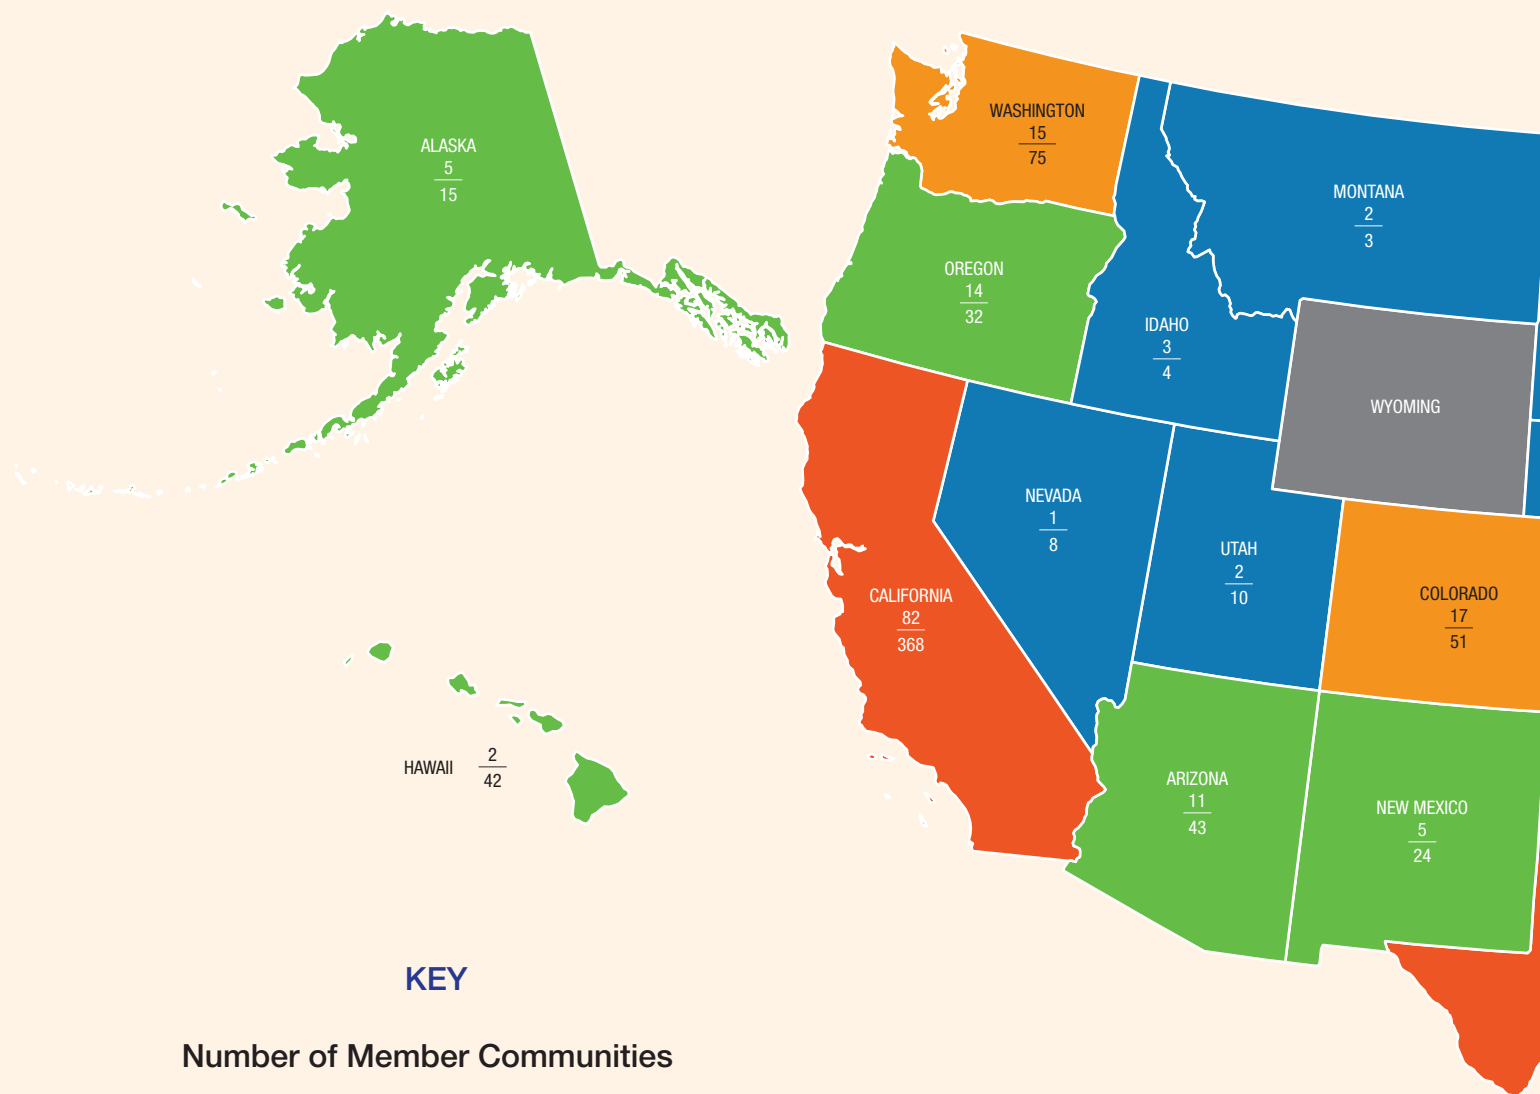 ALASKA
5
15
WASHINGTON
15
75
MONTANA
2
3
OREGON
14
32
IDAHO
3
4
WYOMING
NEVADA
1
8
UTAH
2
10
CALIFORNIA
82
368
COLORADO
17
51
HAWAII
2
42
ARIZONA
11
43
NEW MEXICO
5
24
KEY
Number of Member Communities